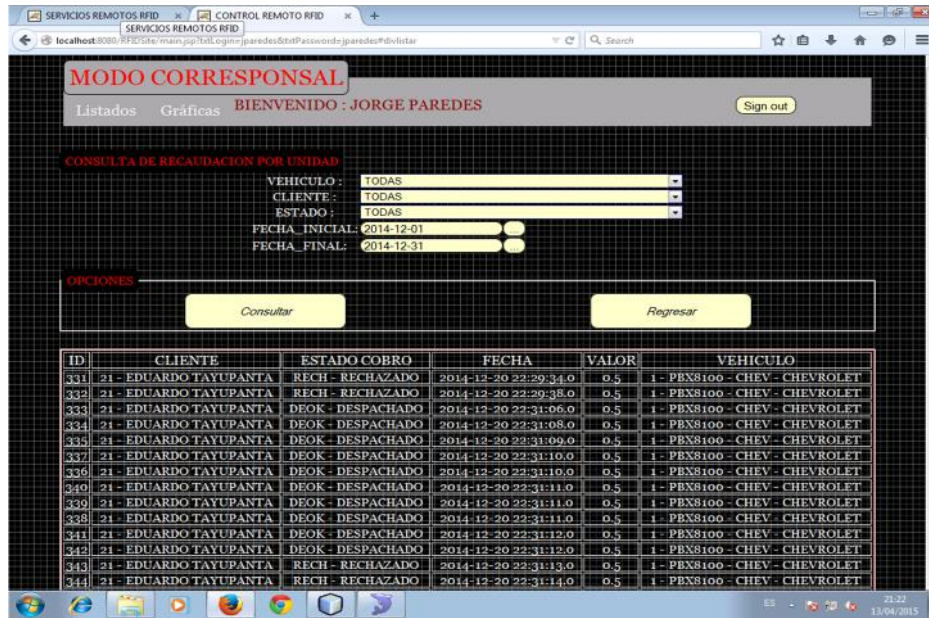 SERVICIOS REMOTOS RFID × CONTROL REMOTO RFID × +
SERVICIOS REMOTOS RFID
localhost:8080/RFIDSite/main.jsp?txtLogin=jparedes&txtPassword=jparedes#divlistar Search
MODO CORRESPONSAL
Listados Gráficas BIENVENIDO : JORGE PAREDES Sign out
CONSULTA DE RECAUDACION POR UNIDAD
VEHICULO : TODAS
CLIENTE : TODAS
ESTADO : TODAS
FECHA_INICIAL: 2014-12-01 ...
FECHA_FINAL: 2014-12-31 ...
OPCIONES
Consultar Regresar
ID CLIENTE ESTADO COBRO FECHA VALOR VEHICULO
331 21 - EDUARDO TAYUPANTA RECH - RECHAZADO 2014-12-20 22:29:34.0 0.5 1 - PBX8100 - CHEV - CHEVROLET
332 21 - EDUARDO TAYUPANTA RECH - RECHAZADO 2014-12-20 22:29:38.0 0.5 1 - PBX8100 - CHEV - CHEVROLET
333 21 - EDUARDO TAYUPANTA DEOK - DESPACHADO 2014-12-20 22:31:06.0 0.5 1 - PBX8100 - CHEV - CHEVROLET
334 21 - EDUARDO TAYUPANTA DEOK - DESPACHADO 2014-12-20 22:31:08.0 0.5 1 - PBX8100 - CHEV - CHEVROLET
335 21 - EDUARDO TAYUPANTA DEOK - DESPACHADO 2014-12-20 22:31:09.0 0.5 1 - PBX8100 - CHEV - CHEVROLET
337 21 - EDUARDO TAYUPANTA DEOK - DESPACHADO 2014-12-20 22:31:10.0 0.5 1 - PBX8100 - CHEV - CHEVROLET
336 21 - EDUARDO TAYUPANTA DEOK - DESPACHADO 2014-12-20 22:31:10.0 0.5 1 - PBX8100 - CHEV - CHEVROLET
340 21 - EDUARDO TAYUPANTA DEOK - DESPACHADO 2014-12-20 22:31:11.0 0.5 1 - PBX8100 - CHEV - CHEVROLET
339 21 - EDUARDO TAYUPANTA DEOK - DESPACHADO 2014-12-20 22:31:11.0 0.5 1 - PBX8100 - CHEV - CHEVROLET
338 21 - EDUARDO TAYUPANTA DEOK - DESPACHADO 2014-12-20 22:31:11.0 0.5 1 - PBX8100 - CHEV - CHEVROLET
341 21 - EDUARDO TAYUPANTA DEOK - DESPACHADO 2014-12-20 22:31:12.0 0.5 1 - PBX8100 - CHEV - CHEVROLET
342 21 - EDUARDO TAYUPANTA DEOK - DESPACHADO 2014-12-20 22:31:12.0 0.5 1 - PBX8100 - CHEV - CHEVROLET
343 21 - EDUARDO TAYUPANTA RECH - RECHAZADO 2014-12-20 22:31:13.0 0.5 1 - PBX8100 - CHEV - CHEVROLET
344 21 - EDUARDO TAYUPANTA RECH - RECHAZADO 2014-12-20 22:31:14.0 0.5 1 - PBX8100 - CHEV - CHEVROLET
ES 21:22
13/04/2015